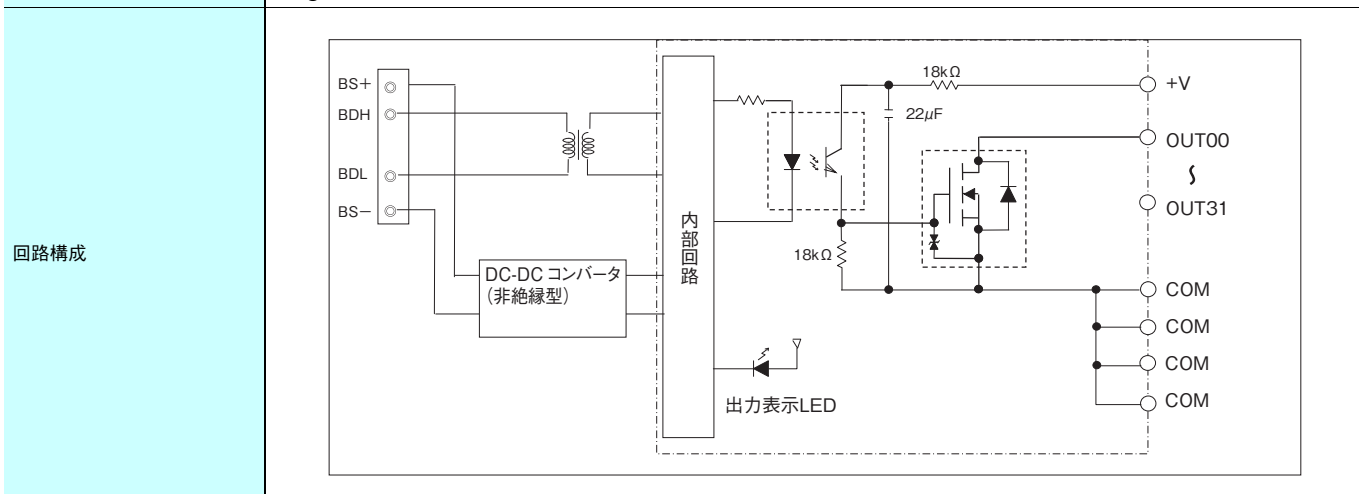 回路構成
BS+
BDH
BDL
BS−
DC-DC コンバータ
(非絶縁型)
内部回路
18kΩ
22μF
18kΩ
出力表示LED
+V
OUT00
∫
OUT31
COM
COM
COM
COM